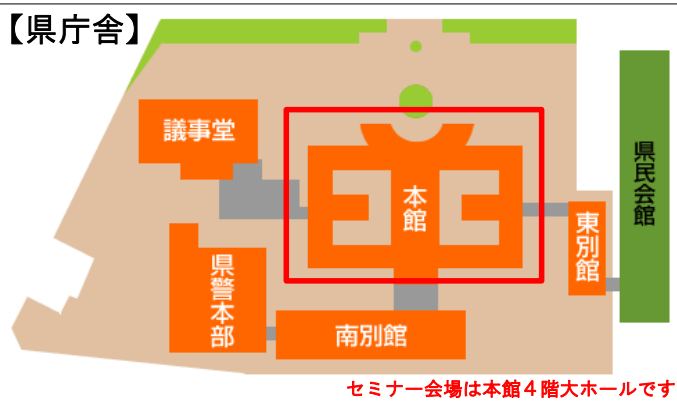 【県庁舎】
議事堂
本館
県民会館
東別館
県警本部
南別館
セミナー会場は本館４階大ホールです